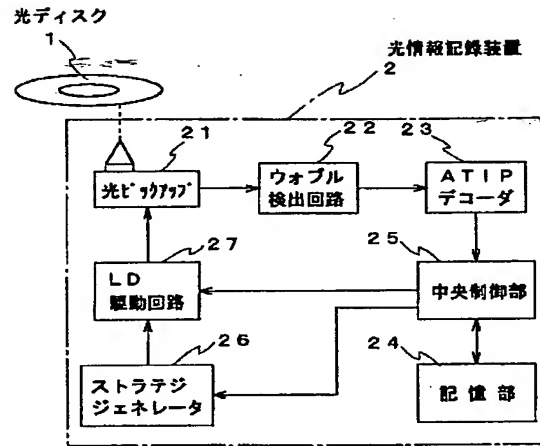 光ディスク
1
光情報記録装置
2
21
22
23
光ピックアップ
ウォブル
検出回路
ATIP
デコーダ
27
25
LD
駆動回路
中央制御部
26
24
ストラテジ
ジェネレータ
記憶部